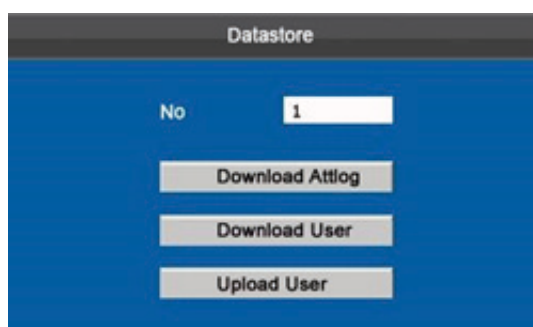 Datastore
No 1
Download Attlog
Download User
Upload User